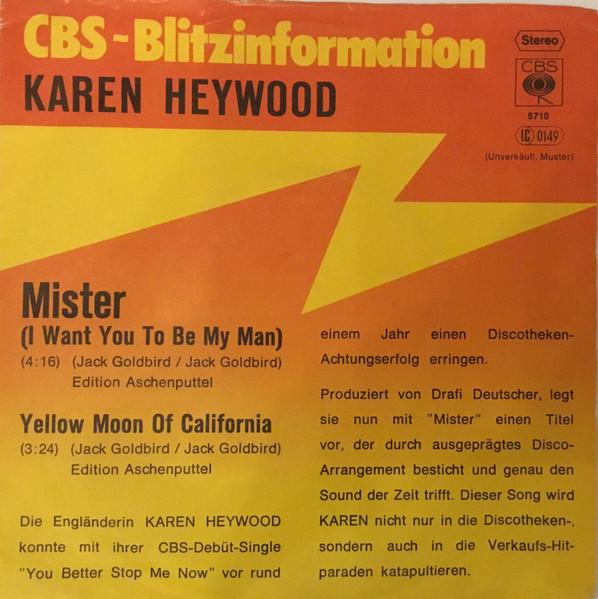 CBS-Blitzinformation
KAREN HEYWOOD
Stereo
CBS
5710
LC 0149
(Unverkäufl. Muster)
Mister
(I Want You To Be My Man)
(4:16) (Jack Goldbird / Jack Goldbird)
Edition Aschenputtel
Yellow Moon Of California
(3:24) (Jack Goldbird / Jack Goldbird)
Edition Aschenputtel
Die Engländerin KAREN HEYWOOD
konnte mit ihrer CBS-Debüt-Single
"You Better Stop Me Now" vor rund
einem Jahr einen Discotheken-
Achtungserfolg erringen.
Produziert von Drafi Deutscher, legt
sie nun mit "Mister" einen Titel
vor, der durch ausgeprägtes Disco-
Arrangement besticht und genau den
Sound der Zeit trifft. Dieser Song wird
KAREN nicht nur in die Discotheken-,
sondern auch in die Verkaufs-Hit-
paraden katapultieren.